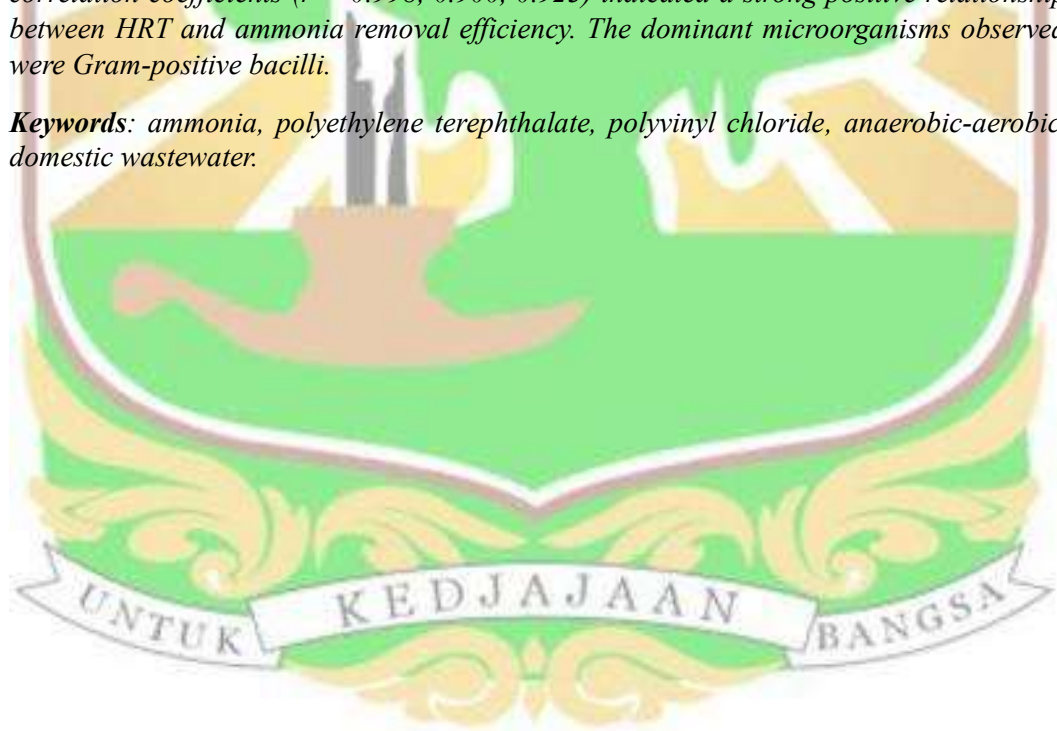 between HRT and ammonia removal efficiency. The dominant microorganisms observed
were Gram-positive bacilli.
Keywords: ammonia, polyethylene terephthalate, polyvinyl chloride, anaerobic-aerobic
domestic wastewater.
UNTUK KEDJAJAAN BANGSA